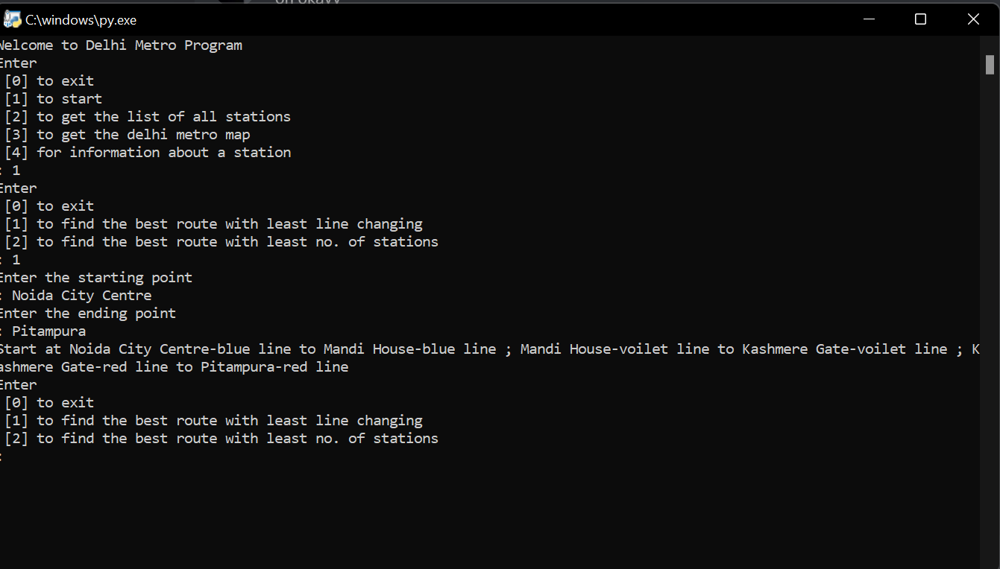 C:\windows\py.exe
Welcome to Delhi Metro Program
Enter
[0] to exit
[1] to start
[2] to get the list of all stations
[3] to get the delhi metro map
[4] for information about a station
: 1
Enter
[0] to exit
[1] to find the best route with least line changing
[2] to find the best route with least no. of stations
: 1
Enter the starting point
: Noida City Centre
Enter the ending point
: Pitampura
Start at Noida City Centre-blue line to Mandi House-blue line ; Mandi House-voilet line to Kashmere Gate-voilet line ; K
ashmere Gate-red line to Pitampura-red line
Enter
[0] to exit
[1] to find the best route with least line changing
[2] to find the best route with least no. of stations
: